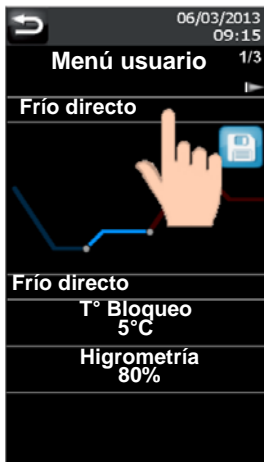 06/03/2013
09:15
Menú usuario 1/3
Frío directo
Frío directo
T° Bloqueo
5°C
Higrometría
80%